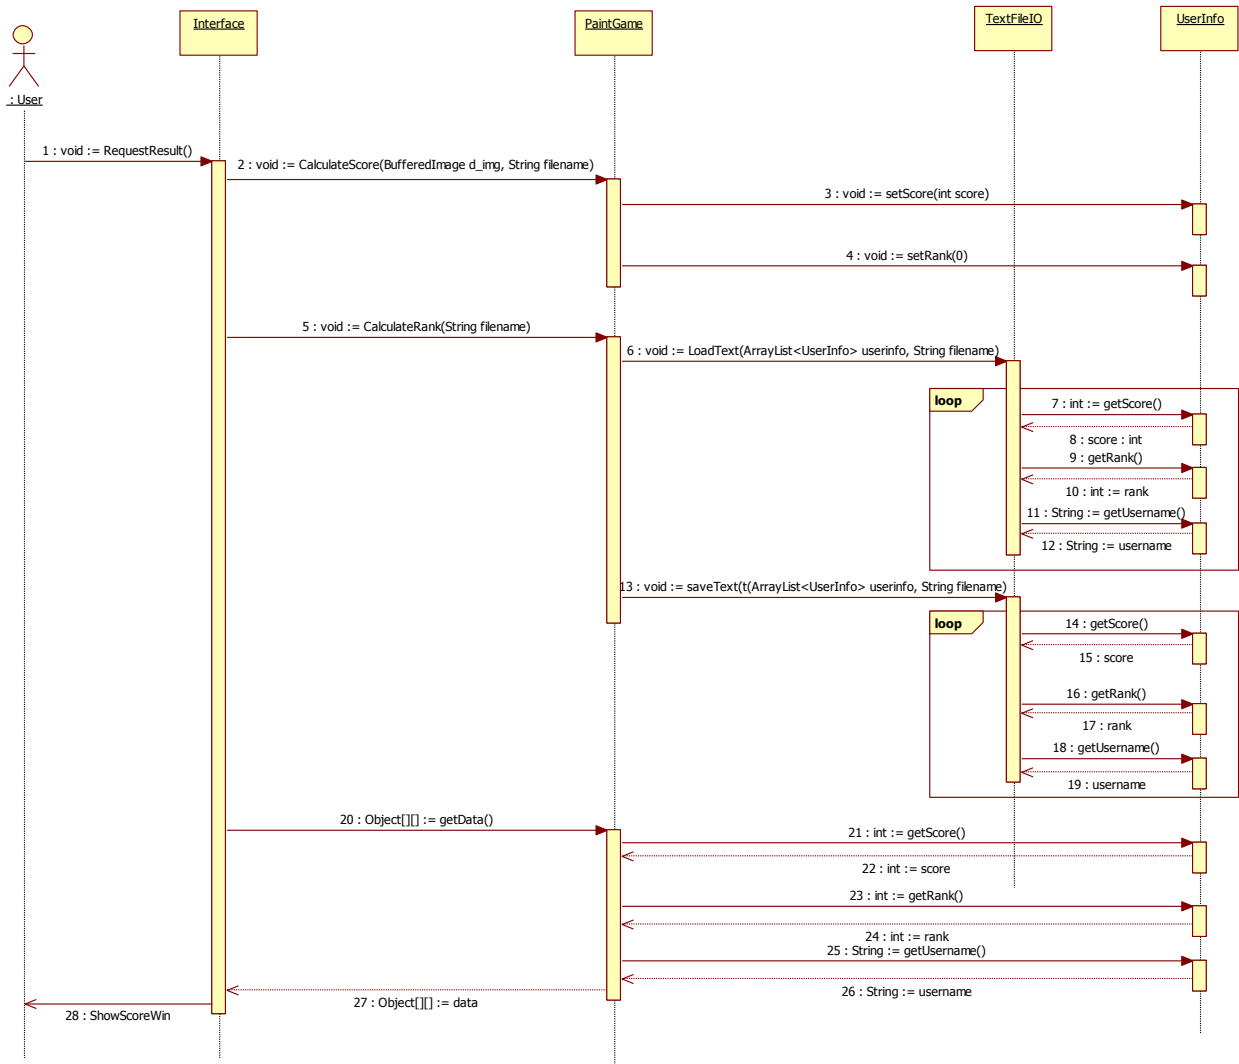 Interface
PaintGame
TextFileIO
UserInfo
: User
1 : void := RequestResult()
2 : void := CalculateScore(BufferedImage d_img, String filename)
3 : void := setScore(int score)
4 : void := setRank(0)
5 : void := CalculateRank(String filename)
6 : void := LoadText(ArrayList<UserInfo> userinfo, String filename)
loop
7 : int := getScore()
8 : score : int
9 : getRank()
10 : int := rank
11 : String := getUsername()
12 : String := username
13 : void := saveText(t(ArrayList<UserInfo> userinfo, String filename)
loop
14 : getScore()
15 : score
16 : getRank()
17 : rank
18 : getUsername()
19 : username
20 : Object[][] := getData()
21 : int := getScore()
22 : int := score
23 : int := getRank()
24 : int := rank
25 : String := getUsername()
26 : String := username
27 : Object[][] := data
28 : ShowScoreWin